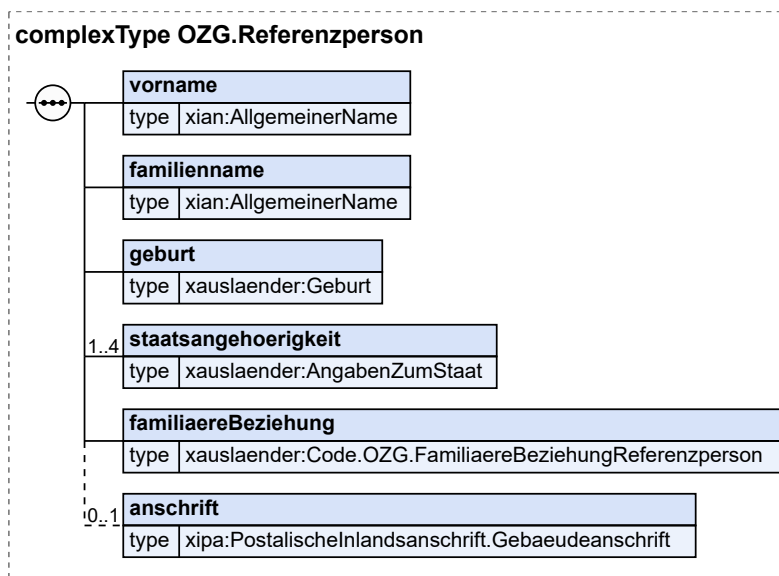 complexType OZG.Referenzperson
vorname
type xian:AllgemeinerName
familienname
type xian:AllgemeinerName
geburt
type xauslaender:Geburt
1..4
staatsangehoerigkeit
type xauslaender:AngabenZumStaat
familiaereBeziehung
type xauslaender:Code.OZG.FamiliaereBeziehungReferenzperson
0..1
anschrift
type xipa:PostalischeInlandsanschrift.Gebaeudeanschrift